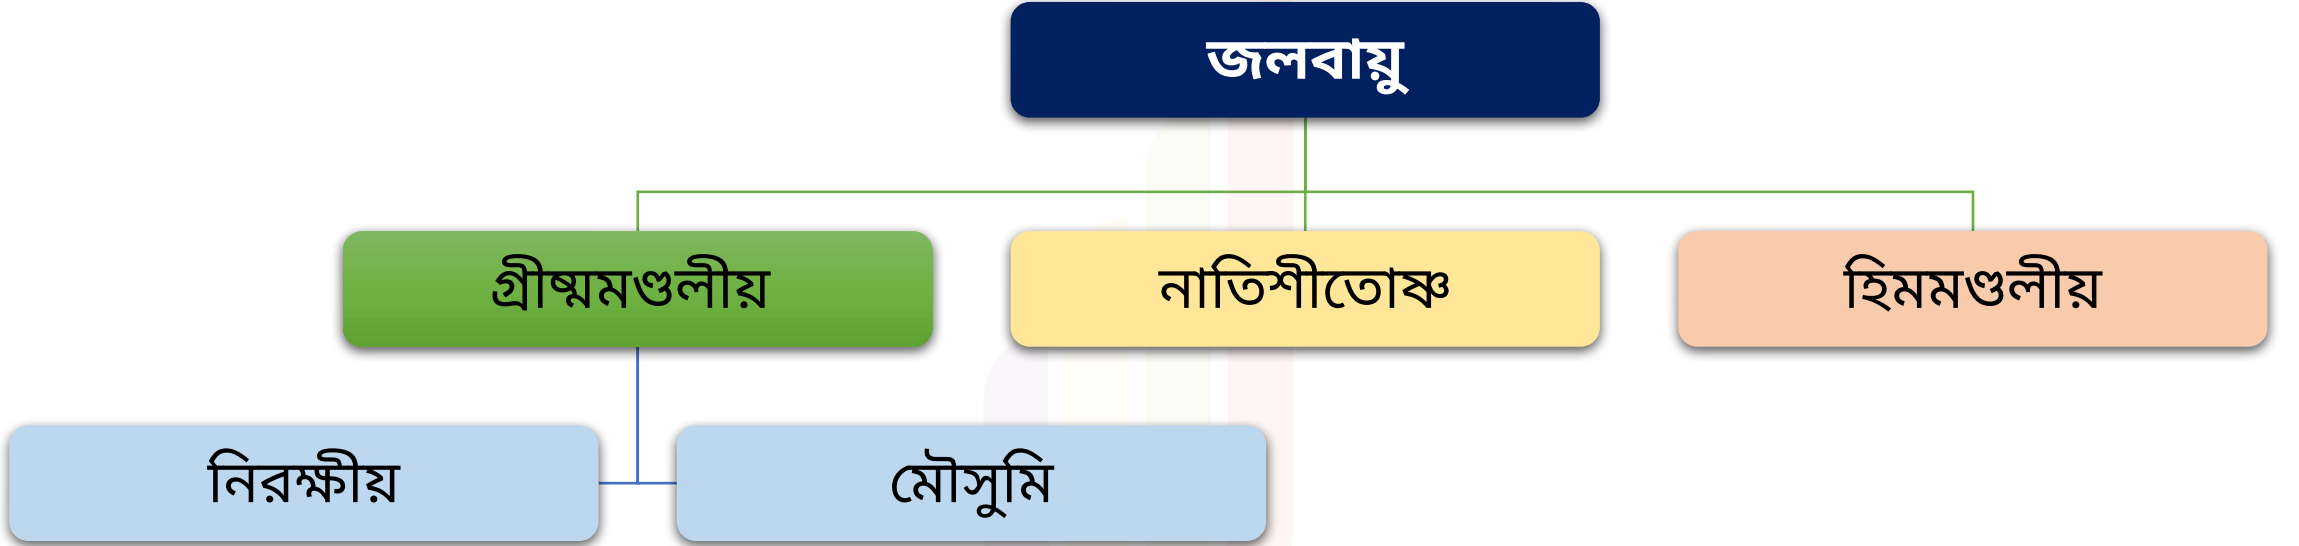 জলবায়ু
গ্রীষ্মমণ্ডলীয়
নাতিশীতোষ্ণ
হিমমণ্ডলীয়
নিরক্ষীয়
মৌসুমি